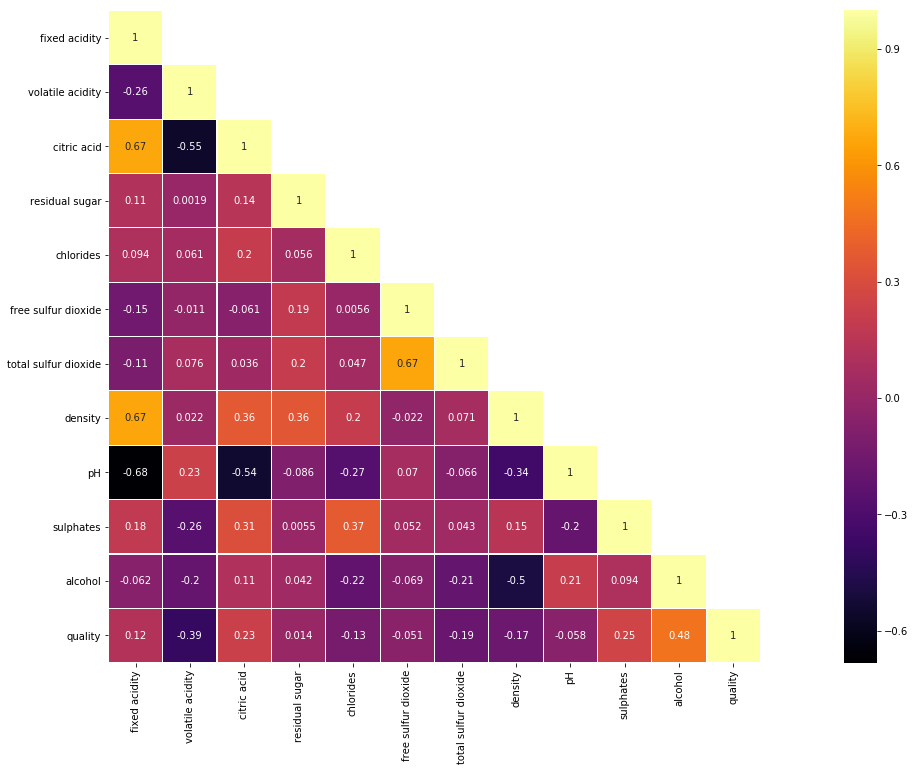 fixed acidity 1
volatile acidity -0.26 1
citric acid 0.67 -0.55 1
residual sugar 0.11 0.0019 0.14 1
chlorides 0.094 0.061 0.2 0.056 1
free sulfur dioxide -0.15 -0.011 -0.061 0.19 0.0056 1
total sulfur dioxide -0.11 0.076 0.036 0.2 0.047 0.67 1
density 0.67 0.022 0.36 0.36 0.2 -0.022 0.071 1
pH -0.68 0.23 -0.54 -0.086 -0.27 0.07 -0.066 -0.34 1
sulphates 0.18 -0.26 0.31 0.0055 0.37 0.052 0.043 0.15 -0.2 1
alcohol -0.062 -0.2 0.11 0.042 -0.22 -0.069 -0.21 -0.5 0.21 0.094 1
quality 0.12 -0.39 0.23 0.014 -0.13 -0.051 -0.19 -0.17 -0.058 0.25 0.48 1
fixed acidity
volatile acidity
citric acid
residual sugar
chlorides
free sulfur dioxide
total sulfur dioxide
density
pH
sulphates
alcohol
quality
0.9
0.6
0.3
0.0
−0.3
−0.6